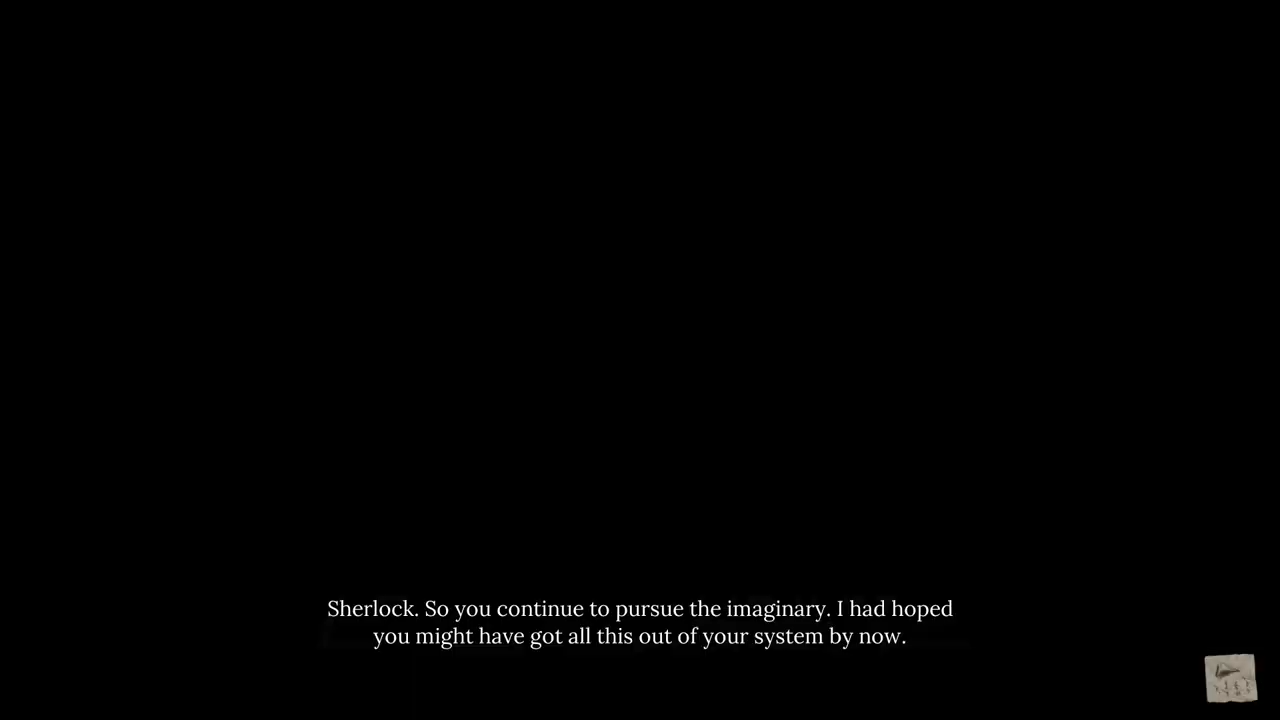 Sherlock. So you continue to pursue the imaginary. I had hoped
you might have got all this out of your system by now.